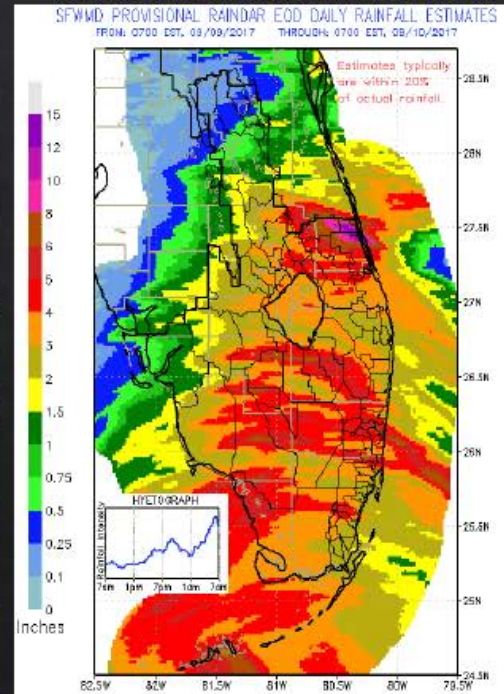 SFWMD PROVISIONAL RAINDAR EOD DAILY RAINFALL ESTIMATES
FROM: 0700 EST, 09/09/2017 THROUGH: 0700 EST, 09/10/2017
Estimates typically
are within 20%
of actual rainfall.
28.5N
28N
27.5N
27N
26.5N
26N
25.5N
25N
24.5N
82.5W 82W 81.5W 81W 80.5W 80W 79.5W
15
12
10
8
6
5
4
3
2
1.5
1
0.75
0.5
0.25
0.1
0
Inches
HYETOGRAPH
Rainfall Intensity
7am 1pm 7pm 1am 7am